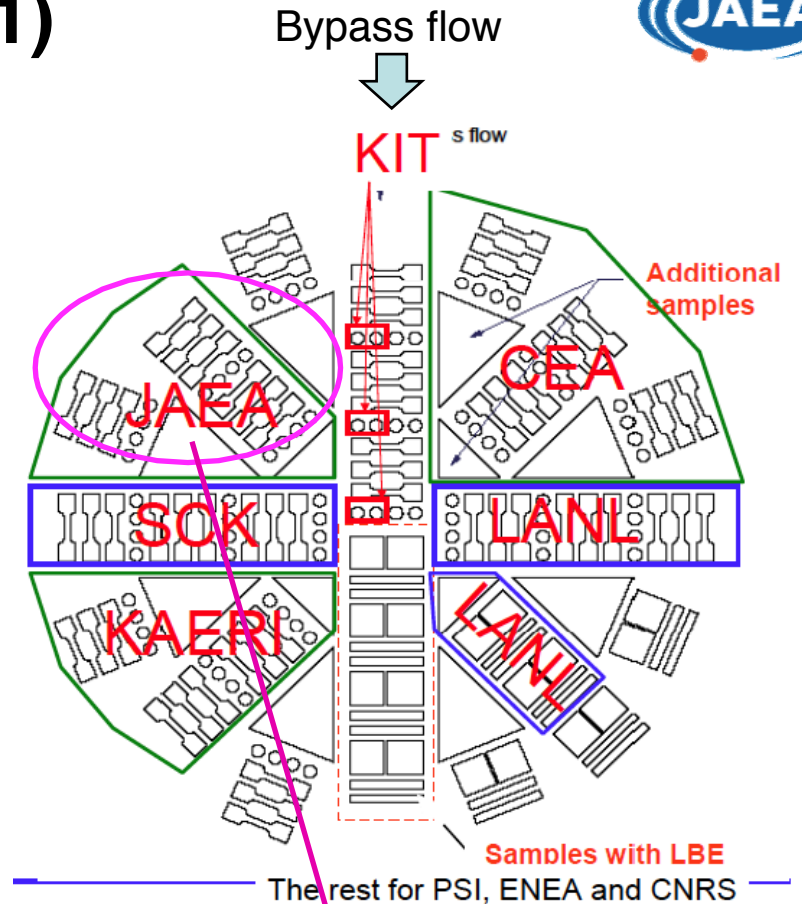 1)
JAEA
Bypass flow
KIT
s flow
Additional
samples
CEA
JAEA
SCK
LANL
KAERI
LANL
Samples with LBE
The rest for PSI, ENEA and CNRS